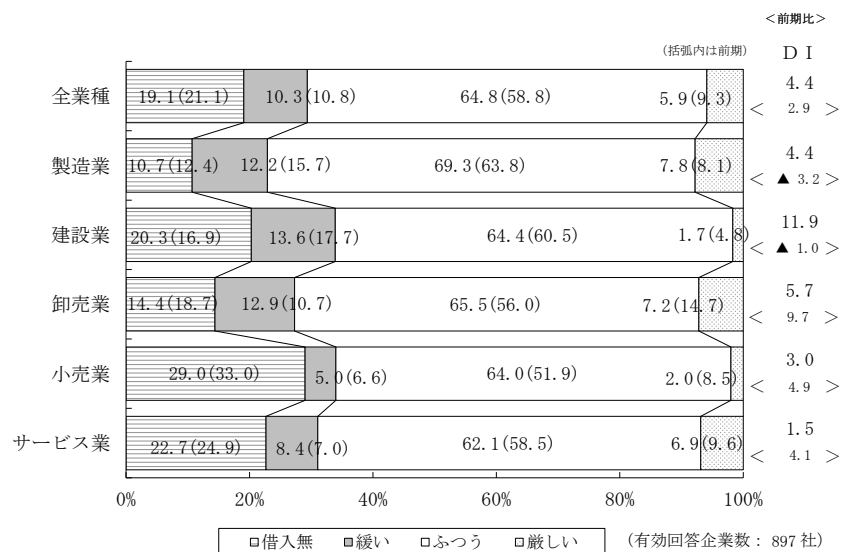 ＜前期比＞
(括弧内は前期) ＤＩ
全業種 19.1(21.1) 10.3(10.8) 64.8(58.8) 5.9(9.3) 4.4
＜ 2.9 ＞
製造業 10.7(12.4) 12.2(15.7) 69.3(63.8) 7.8(8.1) 4.4
＜ ▲ 3.2 ＞
建設業 20.3(16.9) 13.6(17.7) 64.4(60.5) 1.7(4.8) 11.9
＜ ▲ 1.0 ＞
卸売業 14.4(18.7) 12.9(10.7) 65.5(56.0) 7.2(14.7) 5.7
＜ 9.7 ＞
小売業 29.0(33.0) 5.0(6.6) 64.0(51.9) 2.0(8.5) 3.0
＜ 4.9 ＞
サービス業 22.7(24.9) 8.4(7.0) 62.1(58.5) 6.9(9.6) 1.5
＜ 4.1 ＞
0% 20% 40% 60% 80% 100%
借入無 緩い ふつう 厳しい (有効回答企業数：897 社)